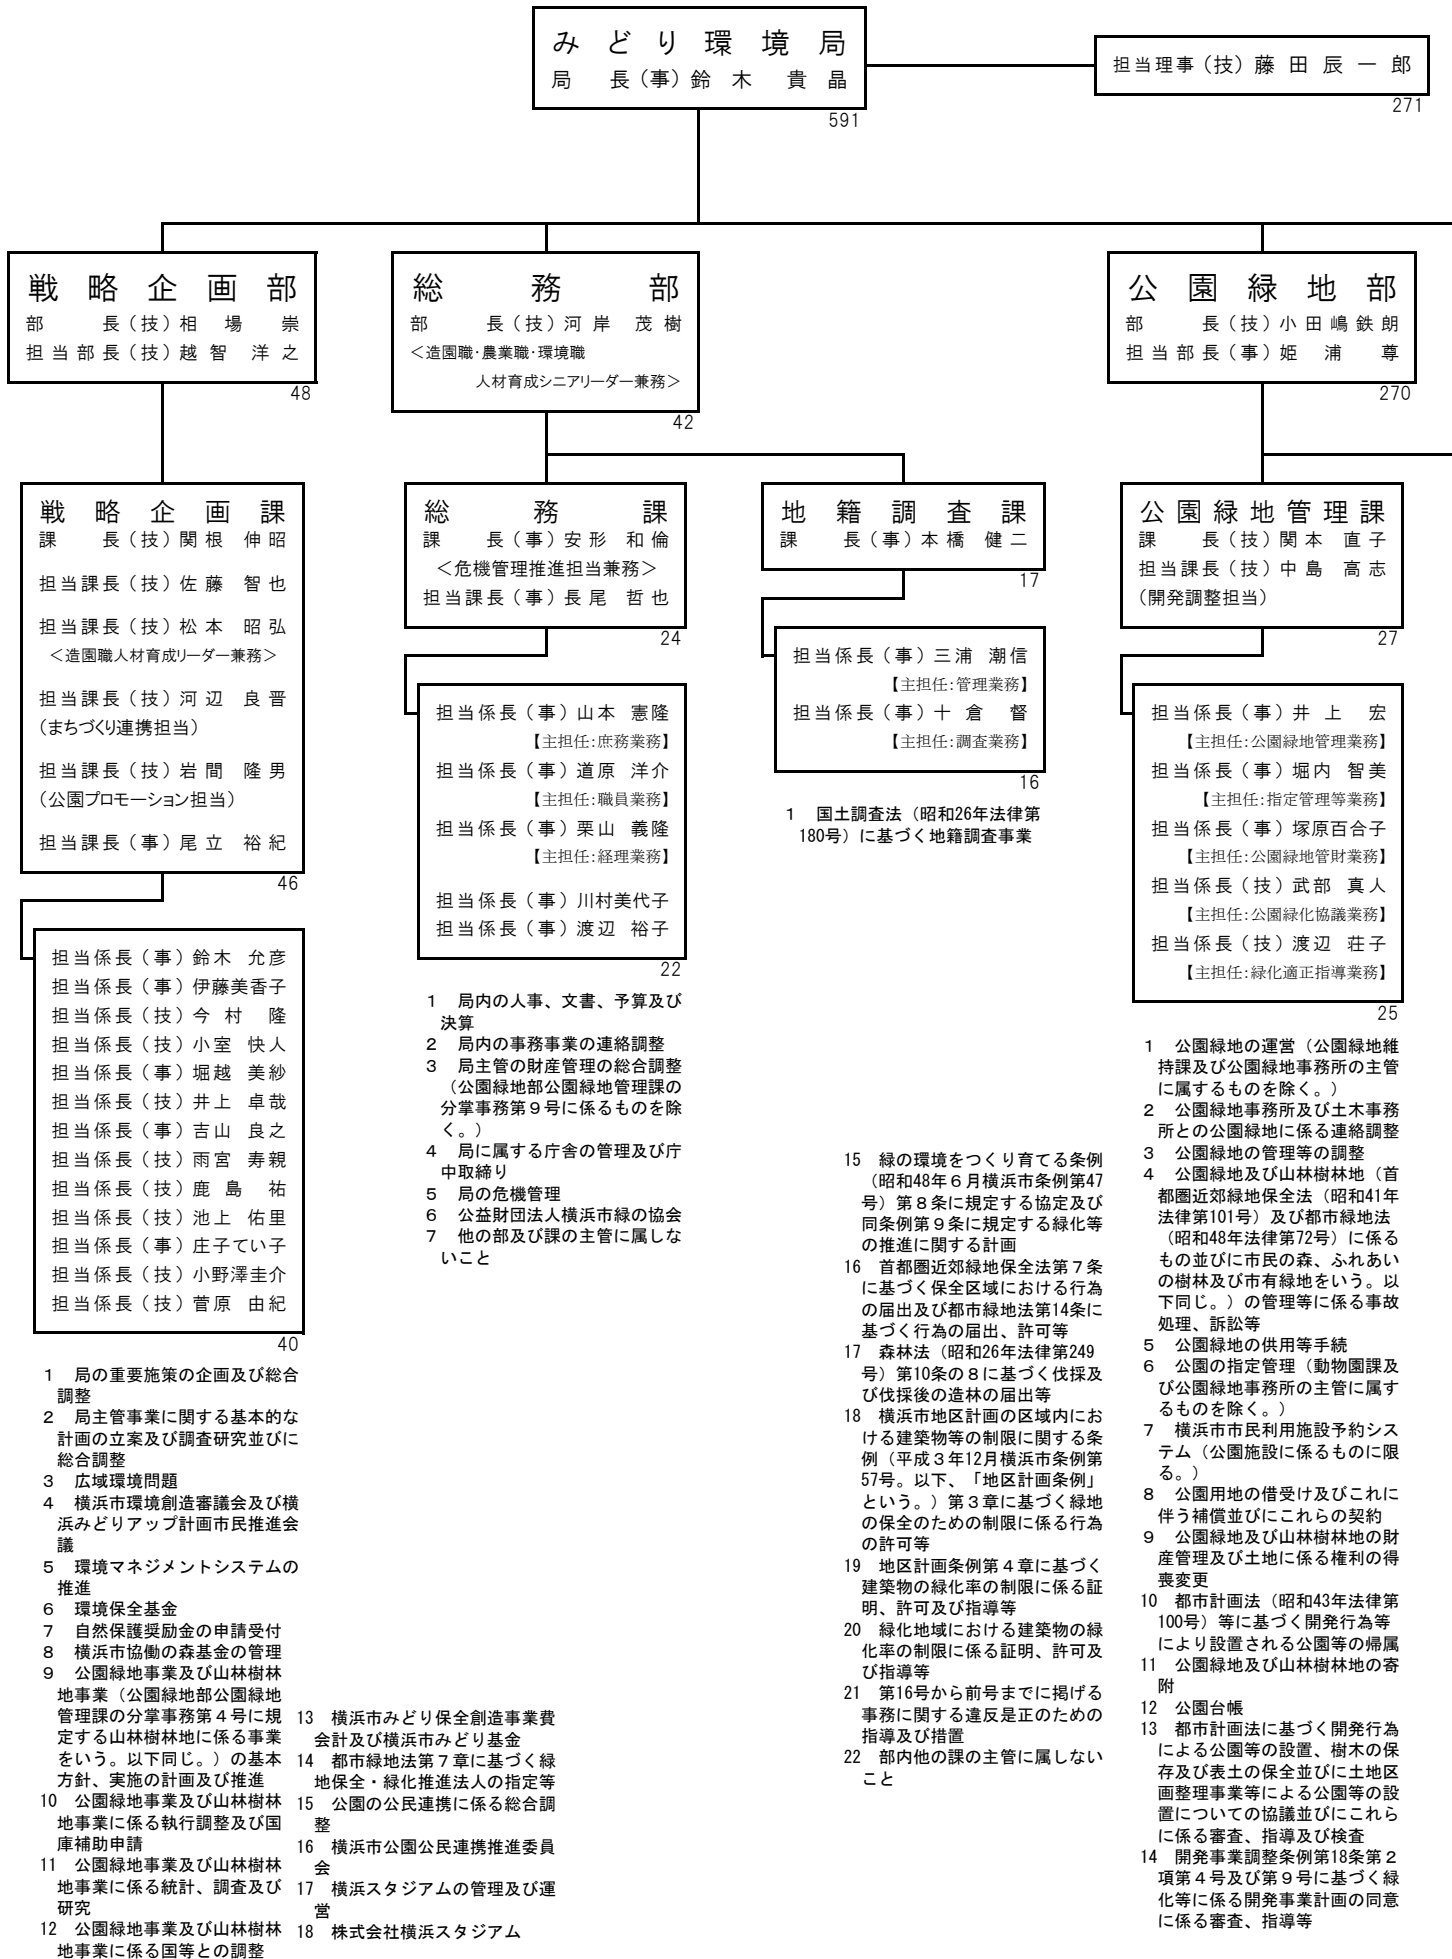 みどり環境局
局　長（事）鈴木　貴晶
591
担当理事（技）藤田辰一郎
271
戦略企画部
部　長（技）相場　崇
担当部長（技）越智　洋之
48
総務部
部　長（技）河岸　茂樹
＜造園職・農業職・環境職
人材育成シニアリーダー兼務＞
42
公園緑地部
部　長（技）小田嶋鉄朗
担当部長（事）姫浦　尊
270
戦略企画課
課　長（技）関根　伸昭
担当課長（技）佐藤　智也
担当課長（技）松本　昭弘
＜造園職人材育成リーダー兼務＞
担当課長（技）河辺　良晋
（まちづくり連携担当）
担当課長（技）岩間　隆男
（公園プロモーション担当）
担当課長（事）尾立　裕紀
46
担当係長（事）鈴木　允彦
担当係長（事）伊藤美香子
担当係長（技）今村　隆
担当係長（技）小室　快人
担当係長（事）堀越　美紗
担当係長（技）井上　卓哉
担当係長（事）吉山　良之
担当係長（技）雨宮　寿親
担当係長（技）鹿島　祐
担当係長（技）池上　佑里
担当係長（事）庄子てい子
担当係長（技）小野澤圭介
担当係長（技）菅原　由紀
40
1　局の重要施策の企画及び総合
調整
2　局主管事業に関する基本的な
計画の立案及び調査研究並びに
総合調整
3　広域環境問題
4　横浜市環境創造審議会及び横
浜みどりアップ計画市民推進会
議
5　環境マネジメントシステムの
推進
6　環境保全基金
7　自然保護奨励金の申請受付
8　横浜市協働の森基金の管理
9　公園緑地事業及び山林樹林
地事業（公園緑地部公園緑地
管理課の分掌事務第４号に規
定する山林樹林地に係る事業
をいう。以下同じ。）の基本
方針、実施の計画及び推進
10　公園緑地事業及び山林樹林
地事業に係る執行調整及び国
庫補助申請
11　公園緑地事業及び山林樹林
地事業に係る統計、調査及び
研究
12　公園緑地事業及び山林樹林
地事業に係る国等との調整
13　横浜市みどり保全創造事業費
会計及び横浜市みどり基金
14　都市緑地法第７章に基づく緑
地保全・緑化推進法人の指定等
15　公園の公民連携に係る総合調
整
16　横浜市公園公民連携推進委員
会
17　横浜スタジアムの管理及び運
営
18　株式会社横浜スタジアム
総務課
課　長（事）安形　和倫
＜危機管理推進担当兼務＞
担当課長（事）長尾　哲也
24
担当係長（事）山本　憲隆
【主担任：庶務業務】
担当係長（事）道原　洋介
【主担任：職員業務】
担当係長（事）栗山　義隆
【主担任：経理業務】
担当係長（事）川村美代子
担当係長（事）渡辺　裕子
22
1　局内の人事、文書、予算及び
決算
2　局内の事務事業の連絡調整
3　局主管の財産管理の総合調整
（公園緑地部公園緑地管理課の
分掌事務第９号に係るものを除
く。）
4　局に属する庁舎の管理及び庁
中取締り
5　局の危機管理
6　公益財団法人横浜市緑の協会
7　他の部及び課の主管に属しな
いこと
地籍調査課
課　長（事）本橋　健二
17
担当係長（事）三浦　潮信
【主担任：管理業務】
担当係長（事）十倉　督
【主担任：調査業務】
16
1　国土調査法（昭和26年法律第
180号）に基づく地籍調査事業
公園緑地管理課
課　長（技）関本　直子
担当課長（技）中島　高志
（開発調整担当）
27
担当係長（事）井上　宏
【主担任：公園緑地管理業務】
担当係長（事）堀内　智美
【主担任：指定管理等業務】
担当係長（事）塚原百合子
【主担任：公園緑地管財業務】
担当係長（技）武部　真人
【主担任：公園緑化協議業務】
担当係長（技）渡辺　荘子
【主担任：緑化適正指導業務】
25
1　公園緑地の運営（公園緑地維
持課及び公園緑地事務所の主管
に属するものを除く。）
2　公園緑地事務所及び土木事務
所との公園緑地に係る連絡調整
3　公園緑地の管理等の調整
4　公園緑地及び山林樹林地（首
都圏近郊緑地保全法（昭和41年
法律第101号）及び都市緑地法
（昭和48年法律第72号）に係る
もの並びに市民の森、ふれあい
の樹林及び市有緑地をいう。以
下同じ。）の管理等に係る事故
処理、訴訟等
5　公園緑地の供用等手続
6　公園の指定管理（動物園課及
び公園緑地事務所の主管に属す
るものを除く。）
7　横浜市市民利用施設予約シス
テム（公園施設に係るものに限
る。）
8　公園用地の借受け及びこれに
伴う補償並びにこれらの契約
9　公園緑地及び山林樹林地の財
産管理及び土地に係る権利の得
喪変更
10　都市計画法（昭和43年法律第
100号）等に基づく開発行為等
により設置される公園等の帰属
11　公園緑地及び山林樹林地の寄
附
12　公園台帳
13　都市計画法に基づく開発行為
による公園等の設置、樹木の保
存及び表土の保全並びに土地区
画整理事業等による公園等の設
置についての協議並びにこれら
に係る審査、指導及び検査
14　開発事業調整条例第18条第２
項第４号及び第９号に基づく緑
化等に係る開発事業計画の同意
に係る審査、指導等
15　緑の環境をつくり育てる条例
（昭和48年６月横浜市条例第47
号）第８条に規定する協定及び
同条例第９条に規定する緑化等
の推進に関する計画
16　首都圏近郊緑地保全法第７条
に基づく保全区域における行為
の届出及び都市緑地法第14条に
基づく行為の届出、許可等
17　森林法（昭和26年法律第249
号）第10条の８に基づく伐採及
び伐採後の造林の届出等
18　横浜市地区計画の区域内にお
ける建築物等の制限に関する条
例（平成３年12月横浜市条例第
57号。以下、「地区計画条例」
という。）第３章に基づく緑地
の保全のための制限に係る行為
の許可等
19　地区計画条例第４章に基づく
建築物の緑化率の制限に係る証
明、許可及び指導等
20　緑化地域における建築物の緑
化率の制限に係る証明、許可及
び指導等
21　第16号から前号までに掲げる
事務に関する違反是正のための
指導及び措置
22　部内他の課の主管に属しない
こと